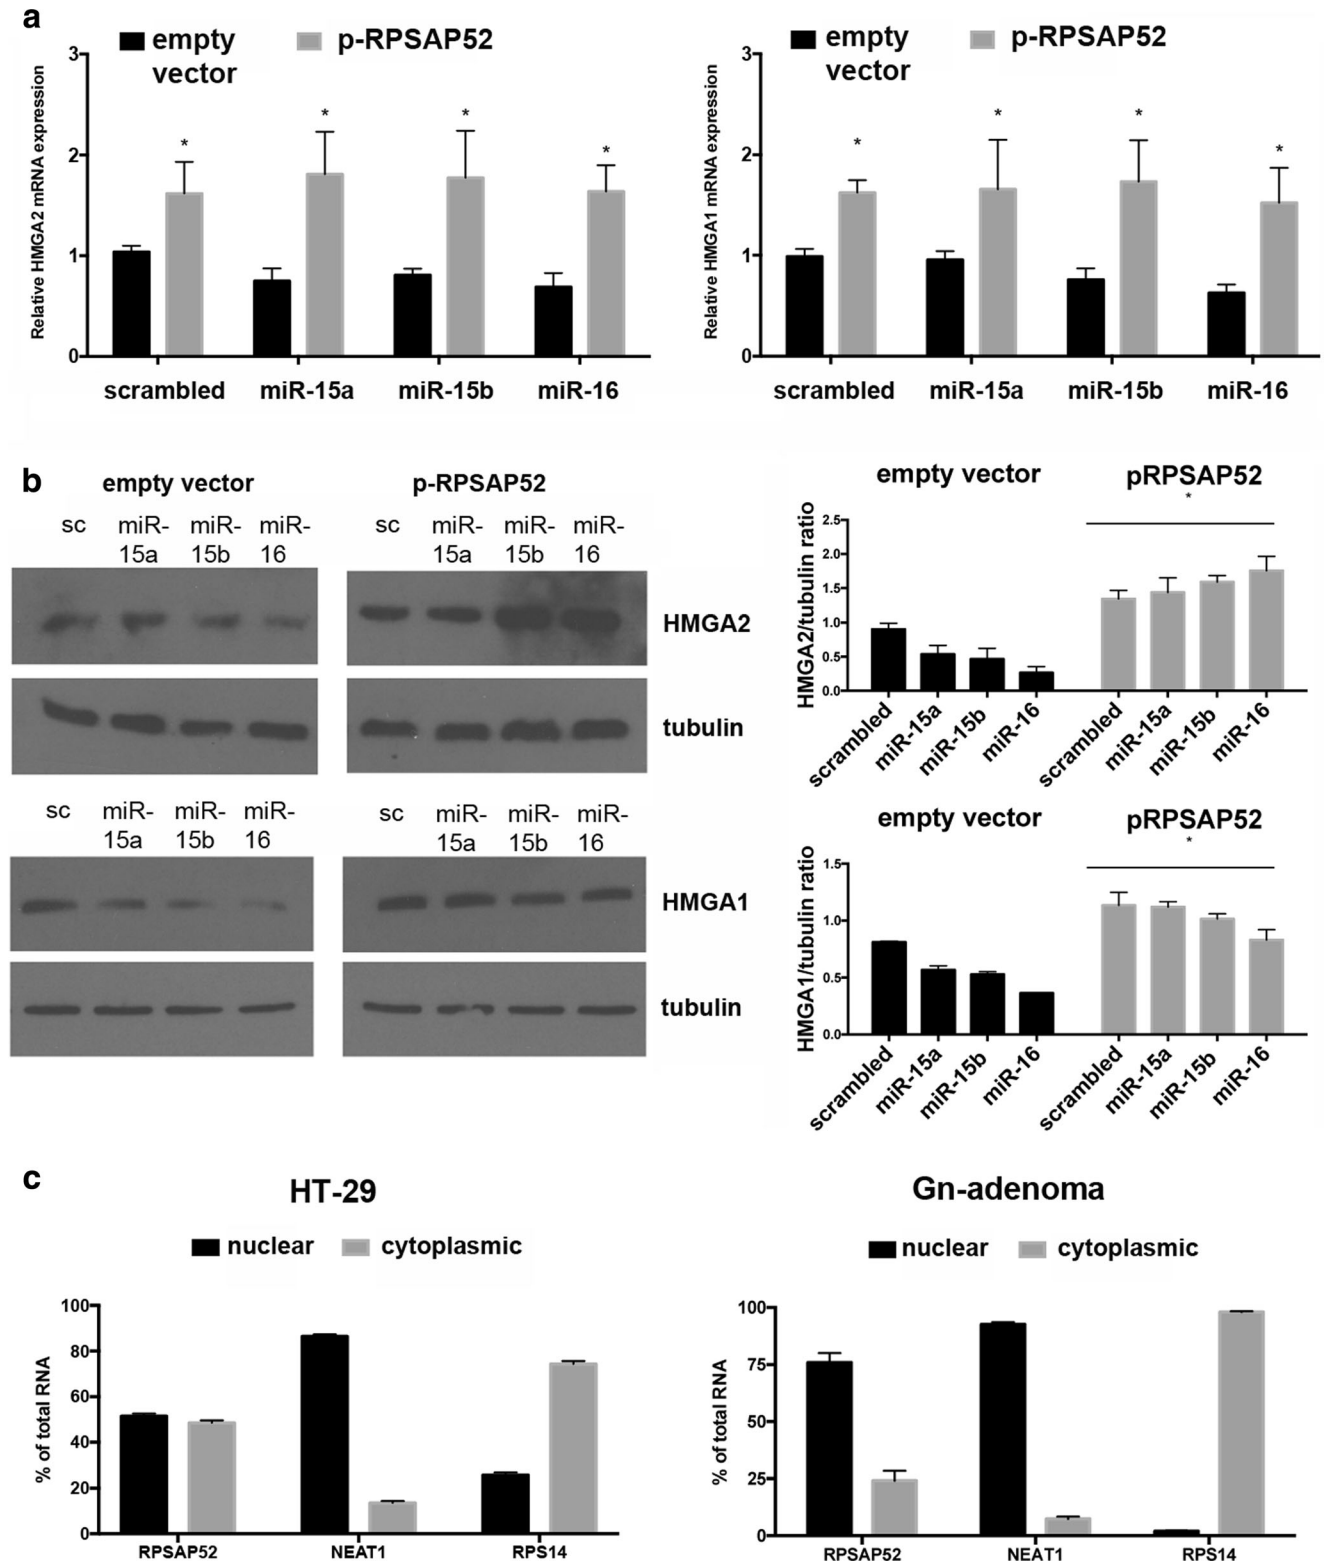 a
empty vector
p-RPSAP52
Relative HMGA2 mRNA expression
3
2
1
0
*
*
*
*
scrambled
miR-15a
miR-15b
miR-16
empty vector
p-RPSAP52
Relative HMGA1 mRNA expression
3
2
1
0
*
*
*
*
scrambled
miR-15a
miR-15b
miR-16
b
empty vector
p-RPSAP52
sc
miR-15a
miR-15b
miR-16
sc
miR-15a
miR-15b
miR-16
HMGA2
tubulin
sc
miR-15a
miR-15b
miR-16
sc
miR-15a
miR-15b
miR-16
HMGA1
tubulin
empty vector
pRPSAP52
*
HMGA2/tubulin ratio
2.5
2.0
1.5
1.0
0.5
0.0
scrambled
miR-15a
miR-15b
miR-16
scrambled
miR-15a
miR-15b
miR-16
empty vector
pRPSAP52
*
HMGA1/tubulin ratio
1.5
1.0
0.5
0.0
scrambled
miR-15a
miR-15b
miR-16
scrambled
miR-15a
miR-15b
miR-16
c
HT-29
nuclear
cytoplasmic
% of total RNA
100
80
60
40
20
0
RPSAP52
NEAT1
RPS14
Gn-adenoma
nuclear
cytoplasmic
% of total RNA
100
75
50
25
0
RPSAP52
NEAT1
RPS14